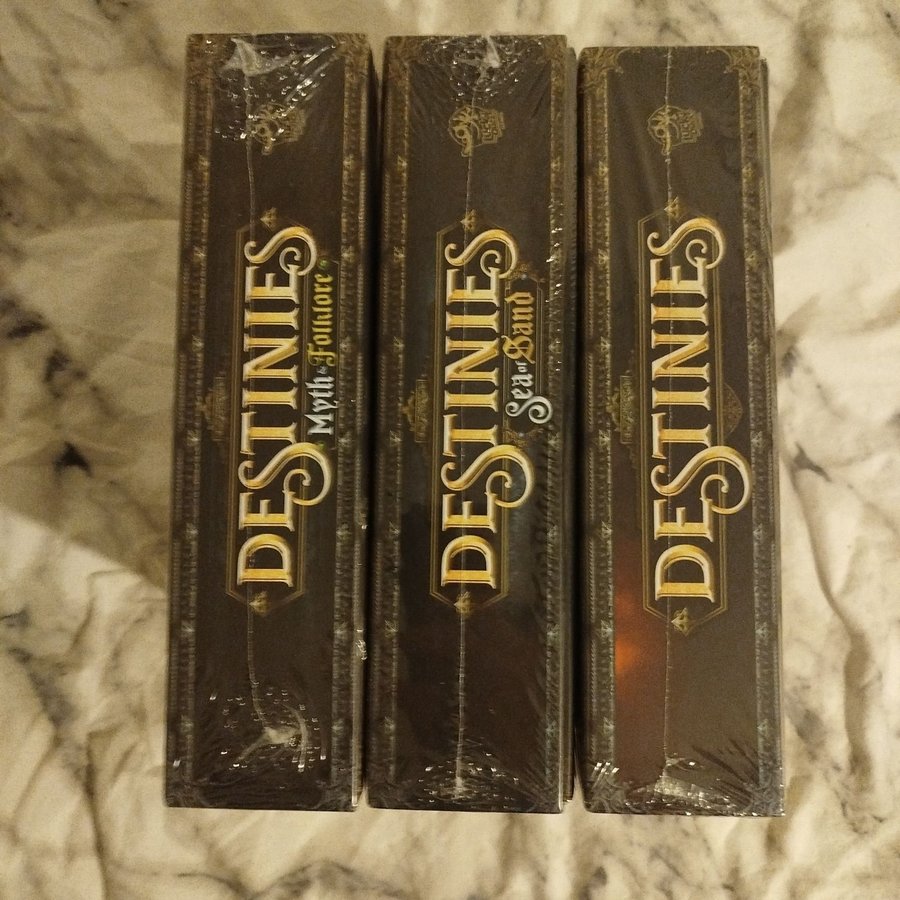 DESTINIES
Myth & Folklore
DESTINIES
Sea of Sand
DESTINIES